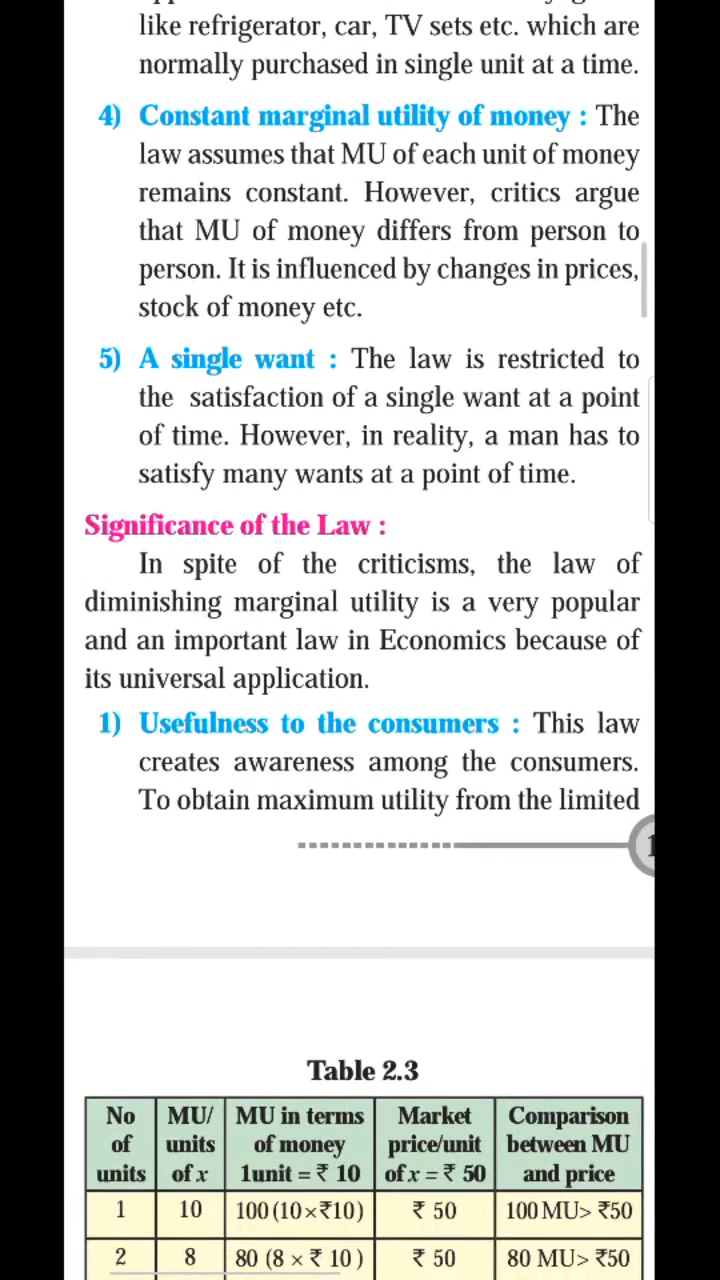 like refrigerator, car, TV sets etc. which are
normally purchased in single unit at a time.
4) Constant marginal utility of money : The
law assumes that MU of each unit of money
remains constant. However, critics argue
that MU of money differs from person to
person. It is influenced by changes in prices,
stock of money etc.
5) A single want : The law is restricted to
the satisfaction of a single want at a point
of time. However, in reality, a man has to
satisfy many wants at a point of time.
Significance of the Law :
In spite of the criticisms, the law of
diminishing marginal utility is a very popular
and an important law in Economics because of
its universal application.
1) Usefulness to the consumers : This law
creates awareness among the consumers.
To obtain maximum utility from the limited
1
Table 2.3
No of units | MU/ units of x | MU in terms of money 1unit = ₹ 10 | Market price/unit of x = ₹ 50 | Comparison between MU and price
1 | 10 | 100 (10×₹10) | ₹ 50 | 100 MU> ₹50
2 | 8 | 80 (8 × ₹ 10 ) | ₹ 50 | 80 MU> ₹50